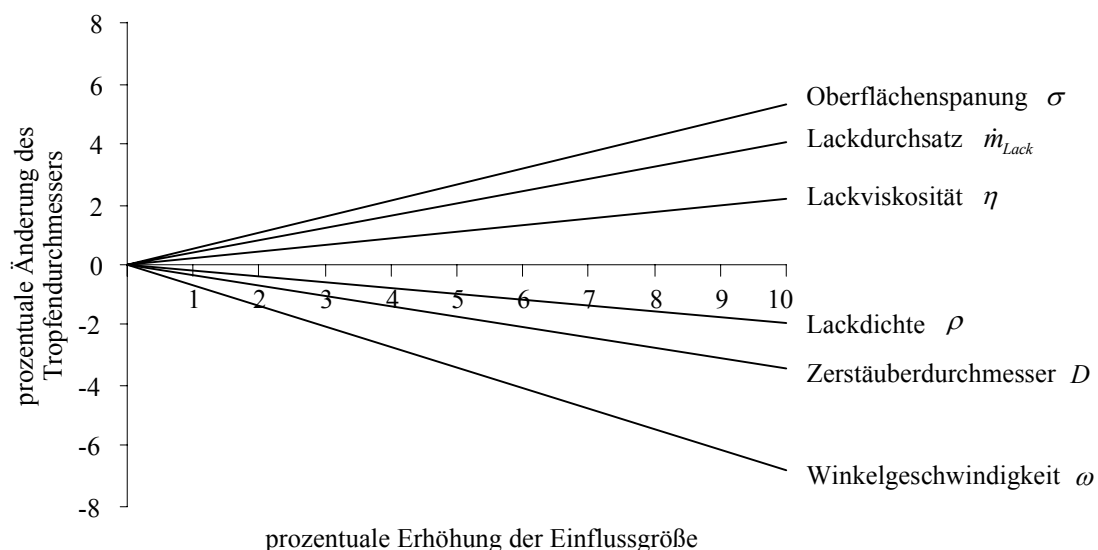 prozentuale Änderung des
Tropfendurchmessers
8
6
4
2
0
-2
-4
-6
-8
1 2 3 4 5 6 7 8 9 10
Oberflächenspanung σ
Lackdurchsatz ṁ_Lack
Lackviskosität η
Lackdichte ρ
Zerstäuberdurchmesser D
Winkelgeschwindigkeit ω
prozentuale Erhöhung der Einflussgröße